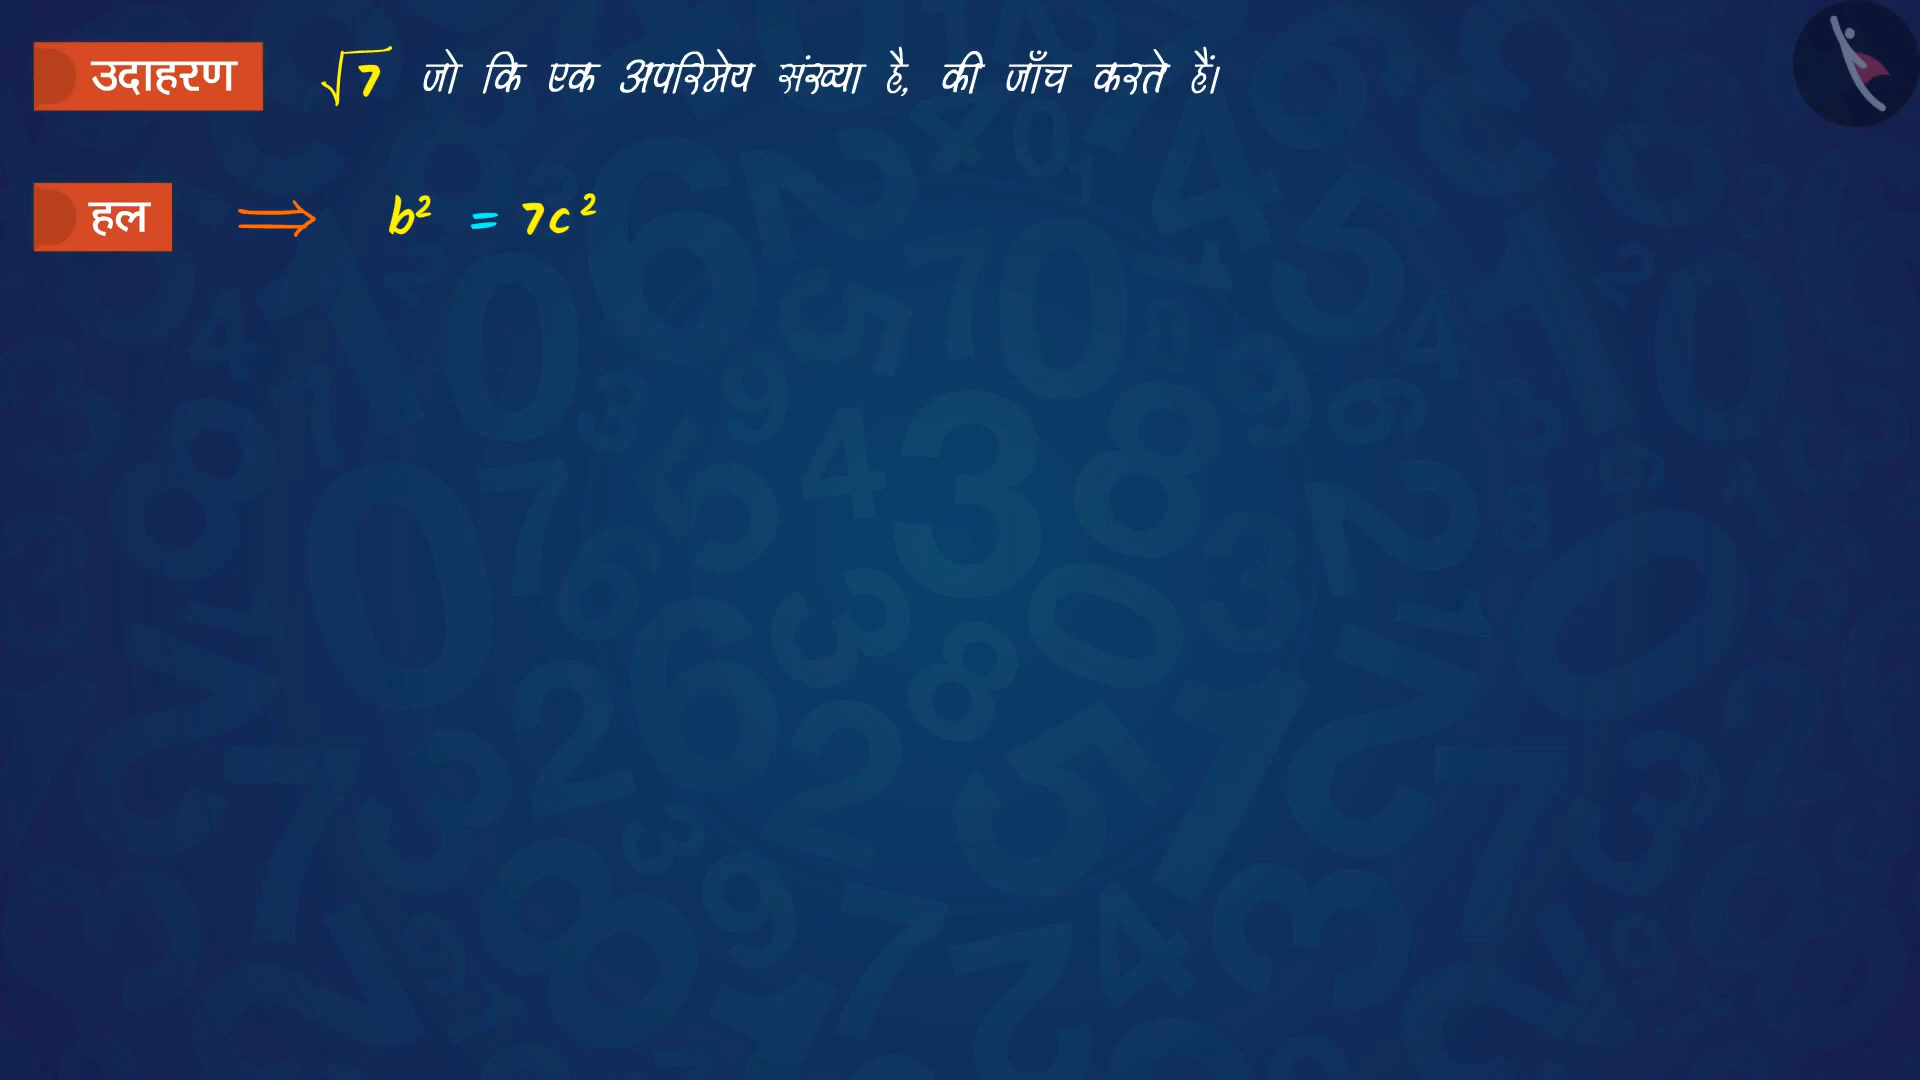 उदाहरण √7 जो कि एक अपरिमेय संख्या है, की जाँच करते हैं।
हल ⟹ b² = 7c²